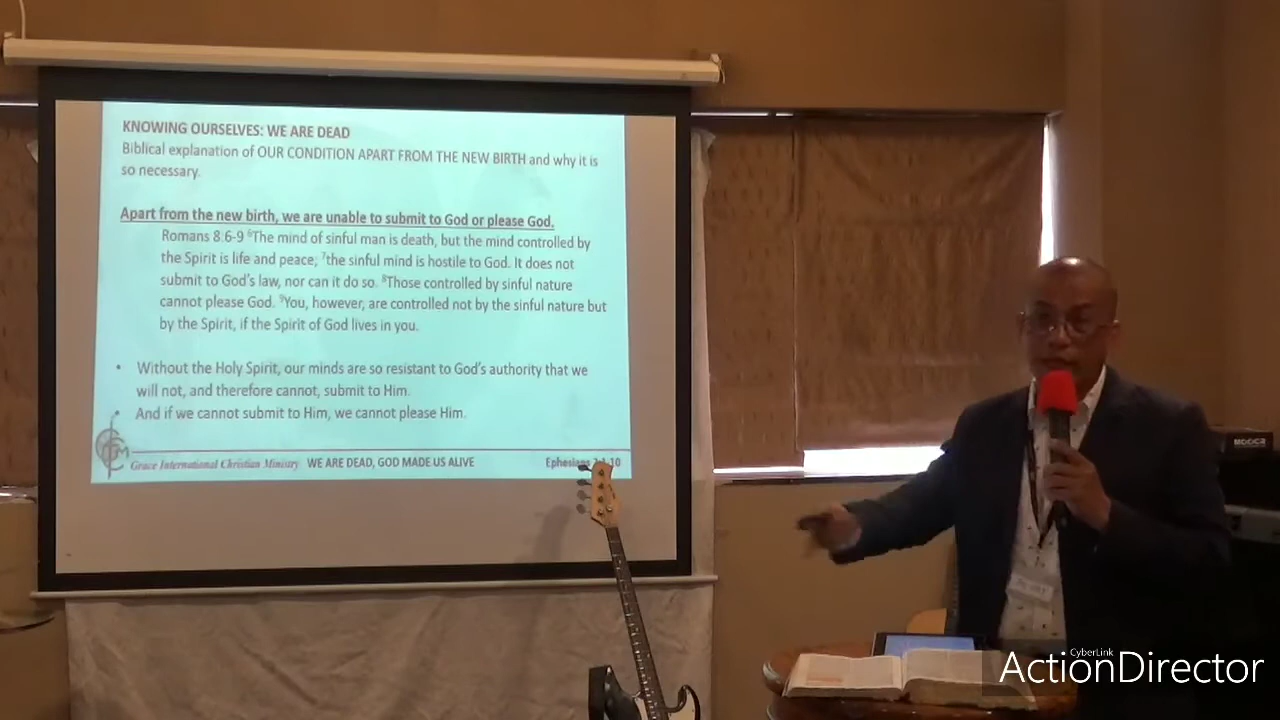 KNOWING OURSELVES: WE ARE DEAD
Biblical explanation of OUR CONDITION APART FROM THE NEW BIRTH and why it is
so necessary.
Apart from the new birth, we are unable to submit to God or please God.
Romans 8:6-9 ⁶The mind of sinful man is death, but the mind controlled by
the Spirit is life and peace; ⁷the sinful mind is hostile to God. It does not
submit to God's law, nor can it do so. ⁸Those controlled by sinful nature
cannot please God. ⁹You, however, are controlled not by the sinful nature but
by the Spirit, if the Spirit of God lives in you.
• Without the Holy Spirit, our minds are so resistant to God's authority that we
will not, and therefore cannot, submit to Him.
• And if we cannot submit to Him, we cannot please Him.
Grace International Christian Ministry WE ARE DEAD, GOD MADE US ALIVE Ephesians
MOOER
CyberLink
ActionDirector